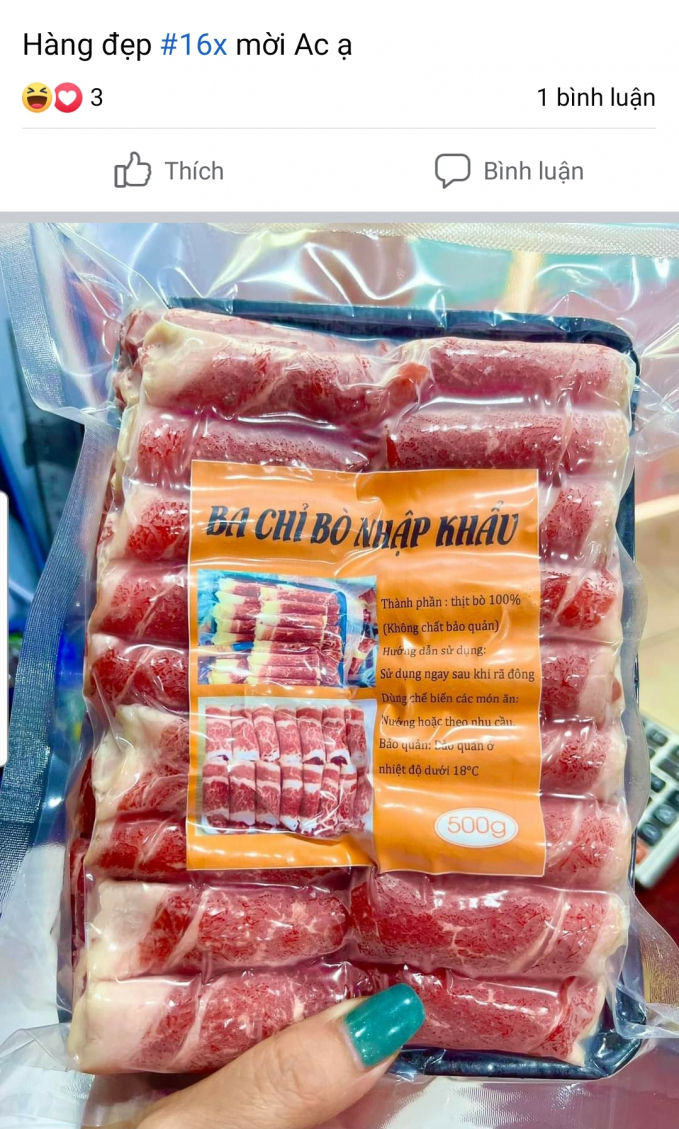 Hàng đẹp #16x mời Ac ạ
3
1 bình luận
Thích
Bình luận
BA CHỈ BÒ NHẬP KHẨU
Thành phần : thịt bò 100%
(Không chất bảo quản)
Hướng dẫn sử dụng:
Sử dụng ngay sau khi rã đông
Dùng chế biến các món ăn:
Nướng hoặc theo nhu cầu.
Bảo quản: Bảo quản ở
nhiệt độ dưới 18°C
500g